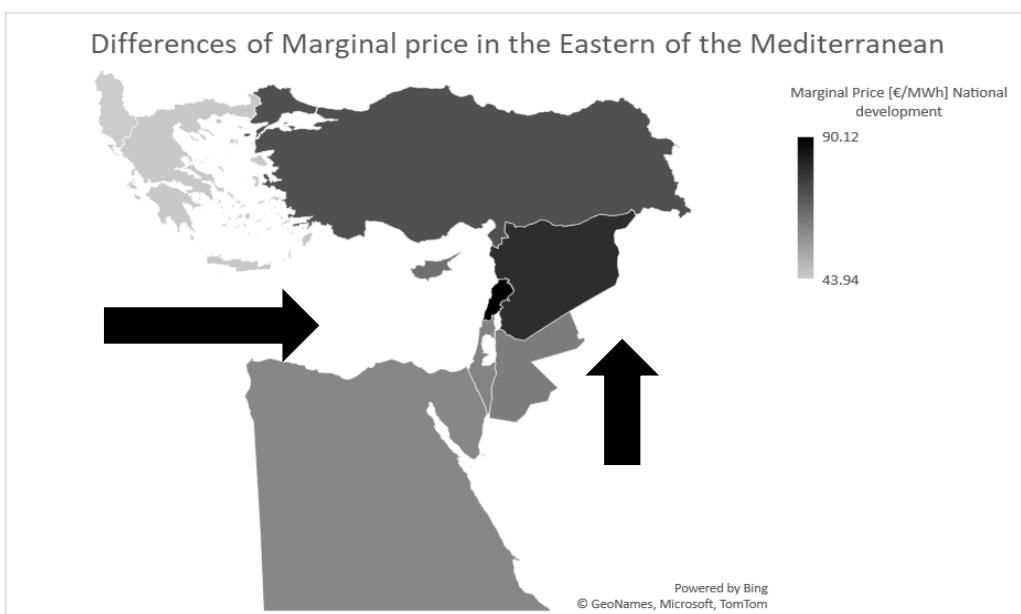 Differences of Marginal price in the Eastern of the Mediterranean
Marginal Price [€/MWh] National
development
90.12
43.94
Powered by Bing
© GeoNames, Microsoft, TomTom